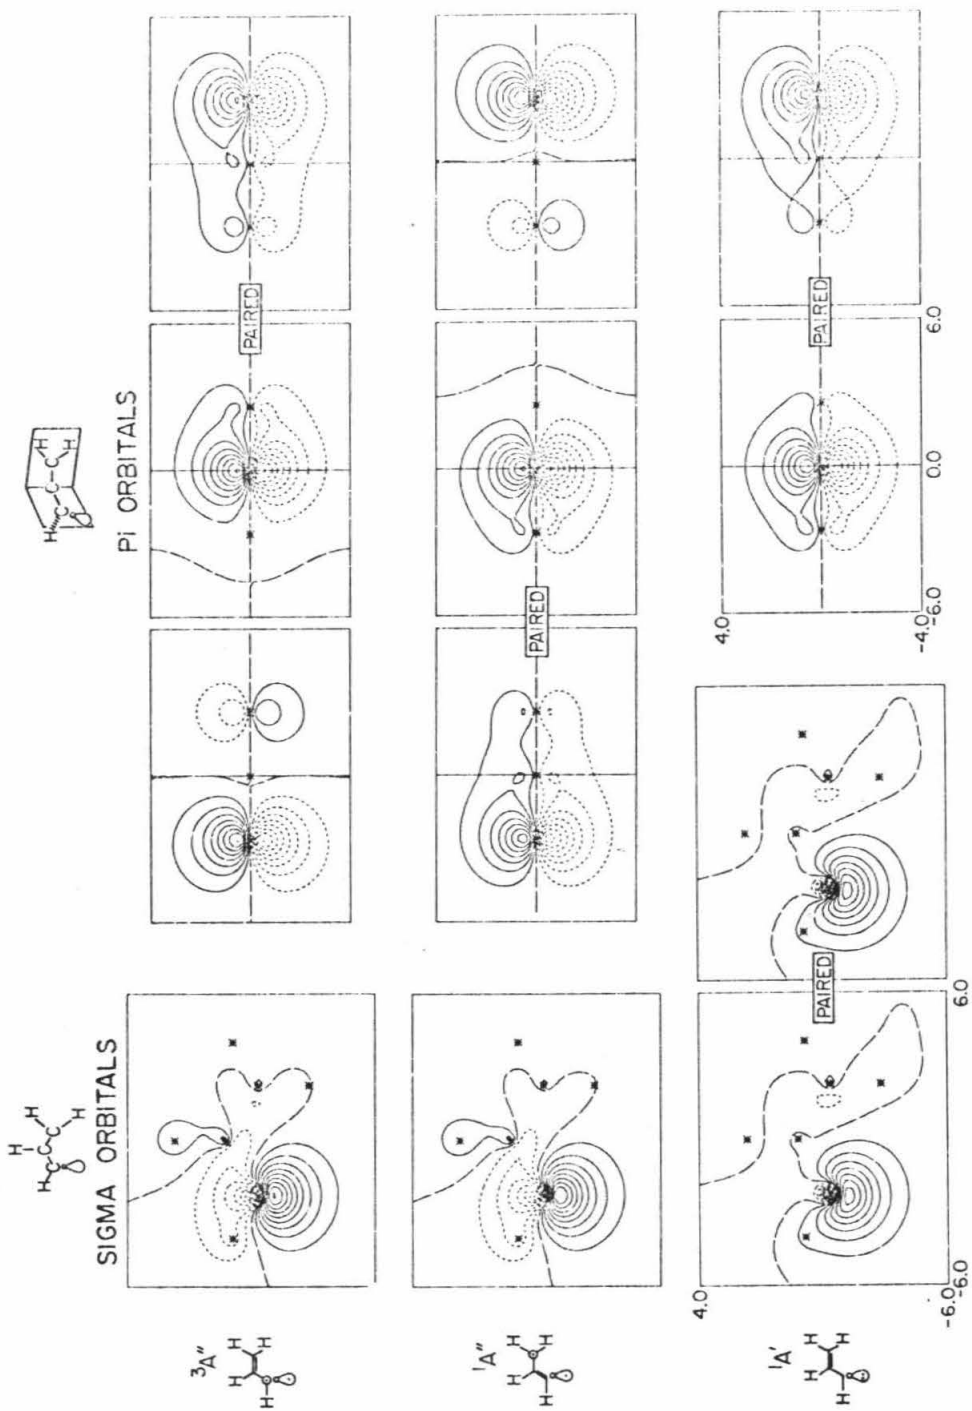 H
H C C C H
H
H C C C H
H
SIGMA ORBITALS
Pi ORBITALS
³A"
H H
H H
PAIRED
¹A"
H H
H H
PAIRED
¹A'
H H
H H
4.0
PAIRED
-6.0
-6.0
6.0
4.0
PAIRED
-4.0
-6.0
0.0
6.0